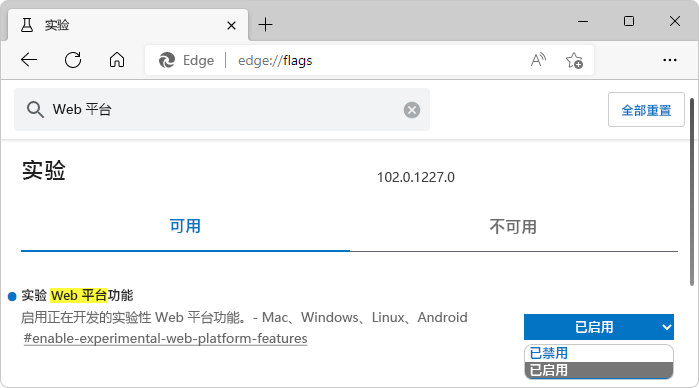 实验
Edge edge://flags
Web 平台
全部重置
实验
102.0.1227.0
可用
不可用
实验 Web 平台功能
启用正在开发的实验性 Web 平台功能。- Mac、Windows、Linux、Android
#enable-experimental-web-platform-features
已启用
已禁用
已启用